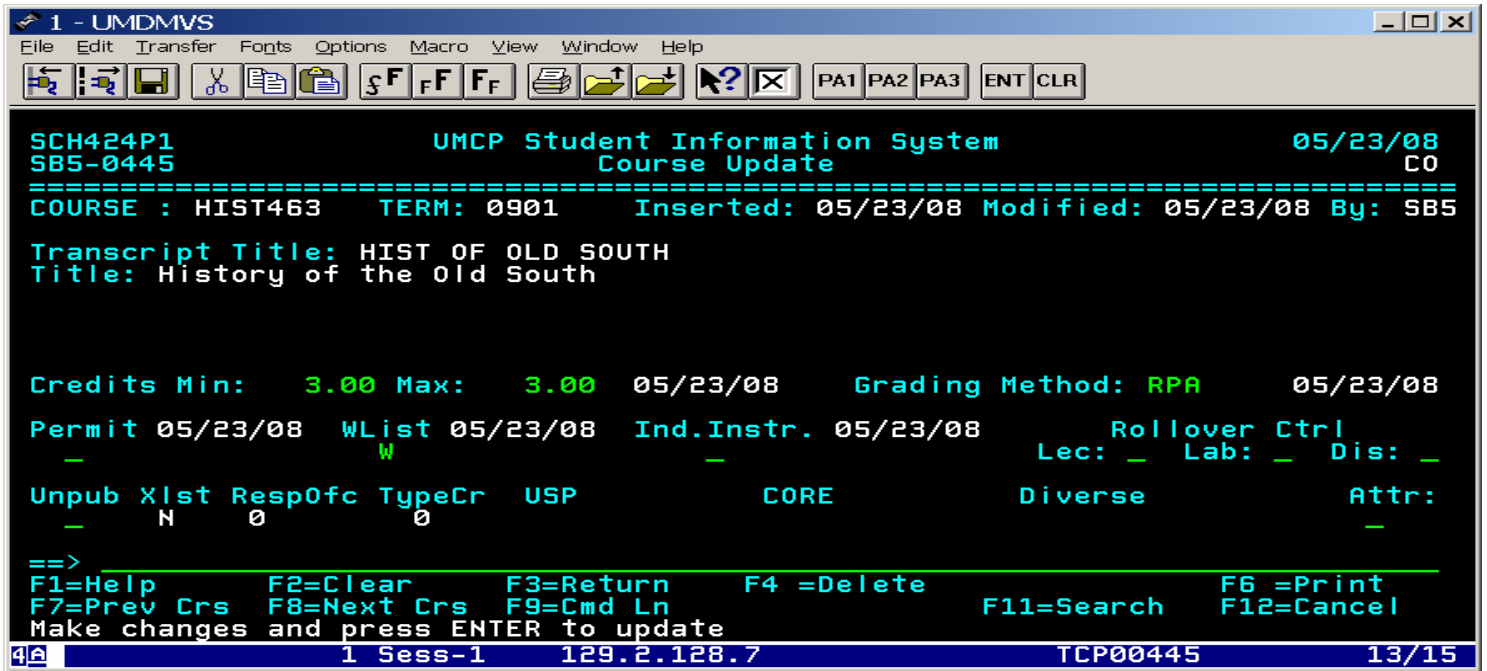 1 - UMDMVS
File Edit Transfer Fonts Options Macro View Window Help
PA1 PA2 PA3 ENT CLR
SCH424P1 UMCP Student Information System 05/23/08
SB5-0445 Course Update CO
================================================================================
COURSE : HIST463 TERM: 0901 Inserted: 05/23/08 Modified: 05/23/08 By: SB5
Transcript Title: HIST OF OLD SOUTH
Title: History of the Old South
Credits Min: 3.00 Max: 3.00 05/23/08 Grading Method: RPA 05/23/08
Permit 05/23/08 WList 05/23/08 Ind.Instr. 05/23/08 Rollover Ctrl
_ W _ Lec: _ Lab: _ Dis: _
Unpub Xlst RespOfc TypeCr USP CORE Diverse Attr:
_ N 0 0 _
==>
F1=Help F2=Clear F3=Return F4 =Delete F6 =Print
F7=Prev Crs F8=Next Crs F9=Cmd Ln F11=Search F12=Cancel
Make changes and press ENTER to update
4A 1 Sess-1 129.2.128.7 TCP00445 13/15